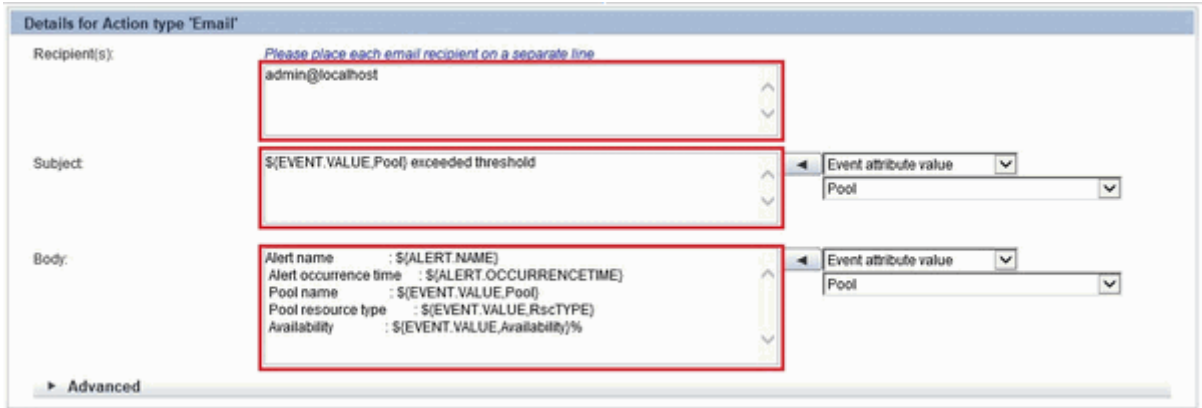 Details for Action type 'Email'
Recipient(s):
Please place each email recipient on a separate line
admin@localhost
Subject:
${EVENT.VALUE,Pool} exceeded threshold
Event attribute value
Pool
Body:
Alert name : ${ALERT.NAME}
Alert occurrence time : ${ALERT.OCCURRENCETIME}
Pool name : ${EVENT.VALUE,Pool}
Pool resource type : ${EVENT.VALUE,RscTYPE}
Availability : ${EVENT.VALUE,Availability}%
Event attribute value
Pool
Advanced